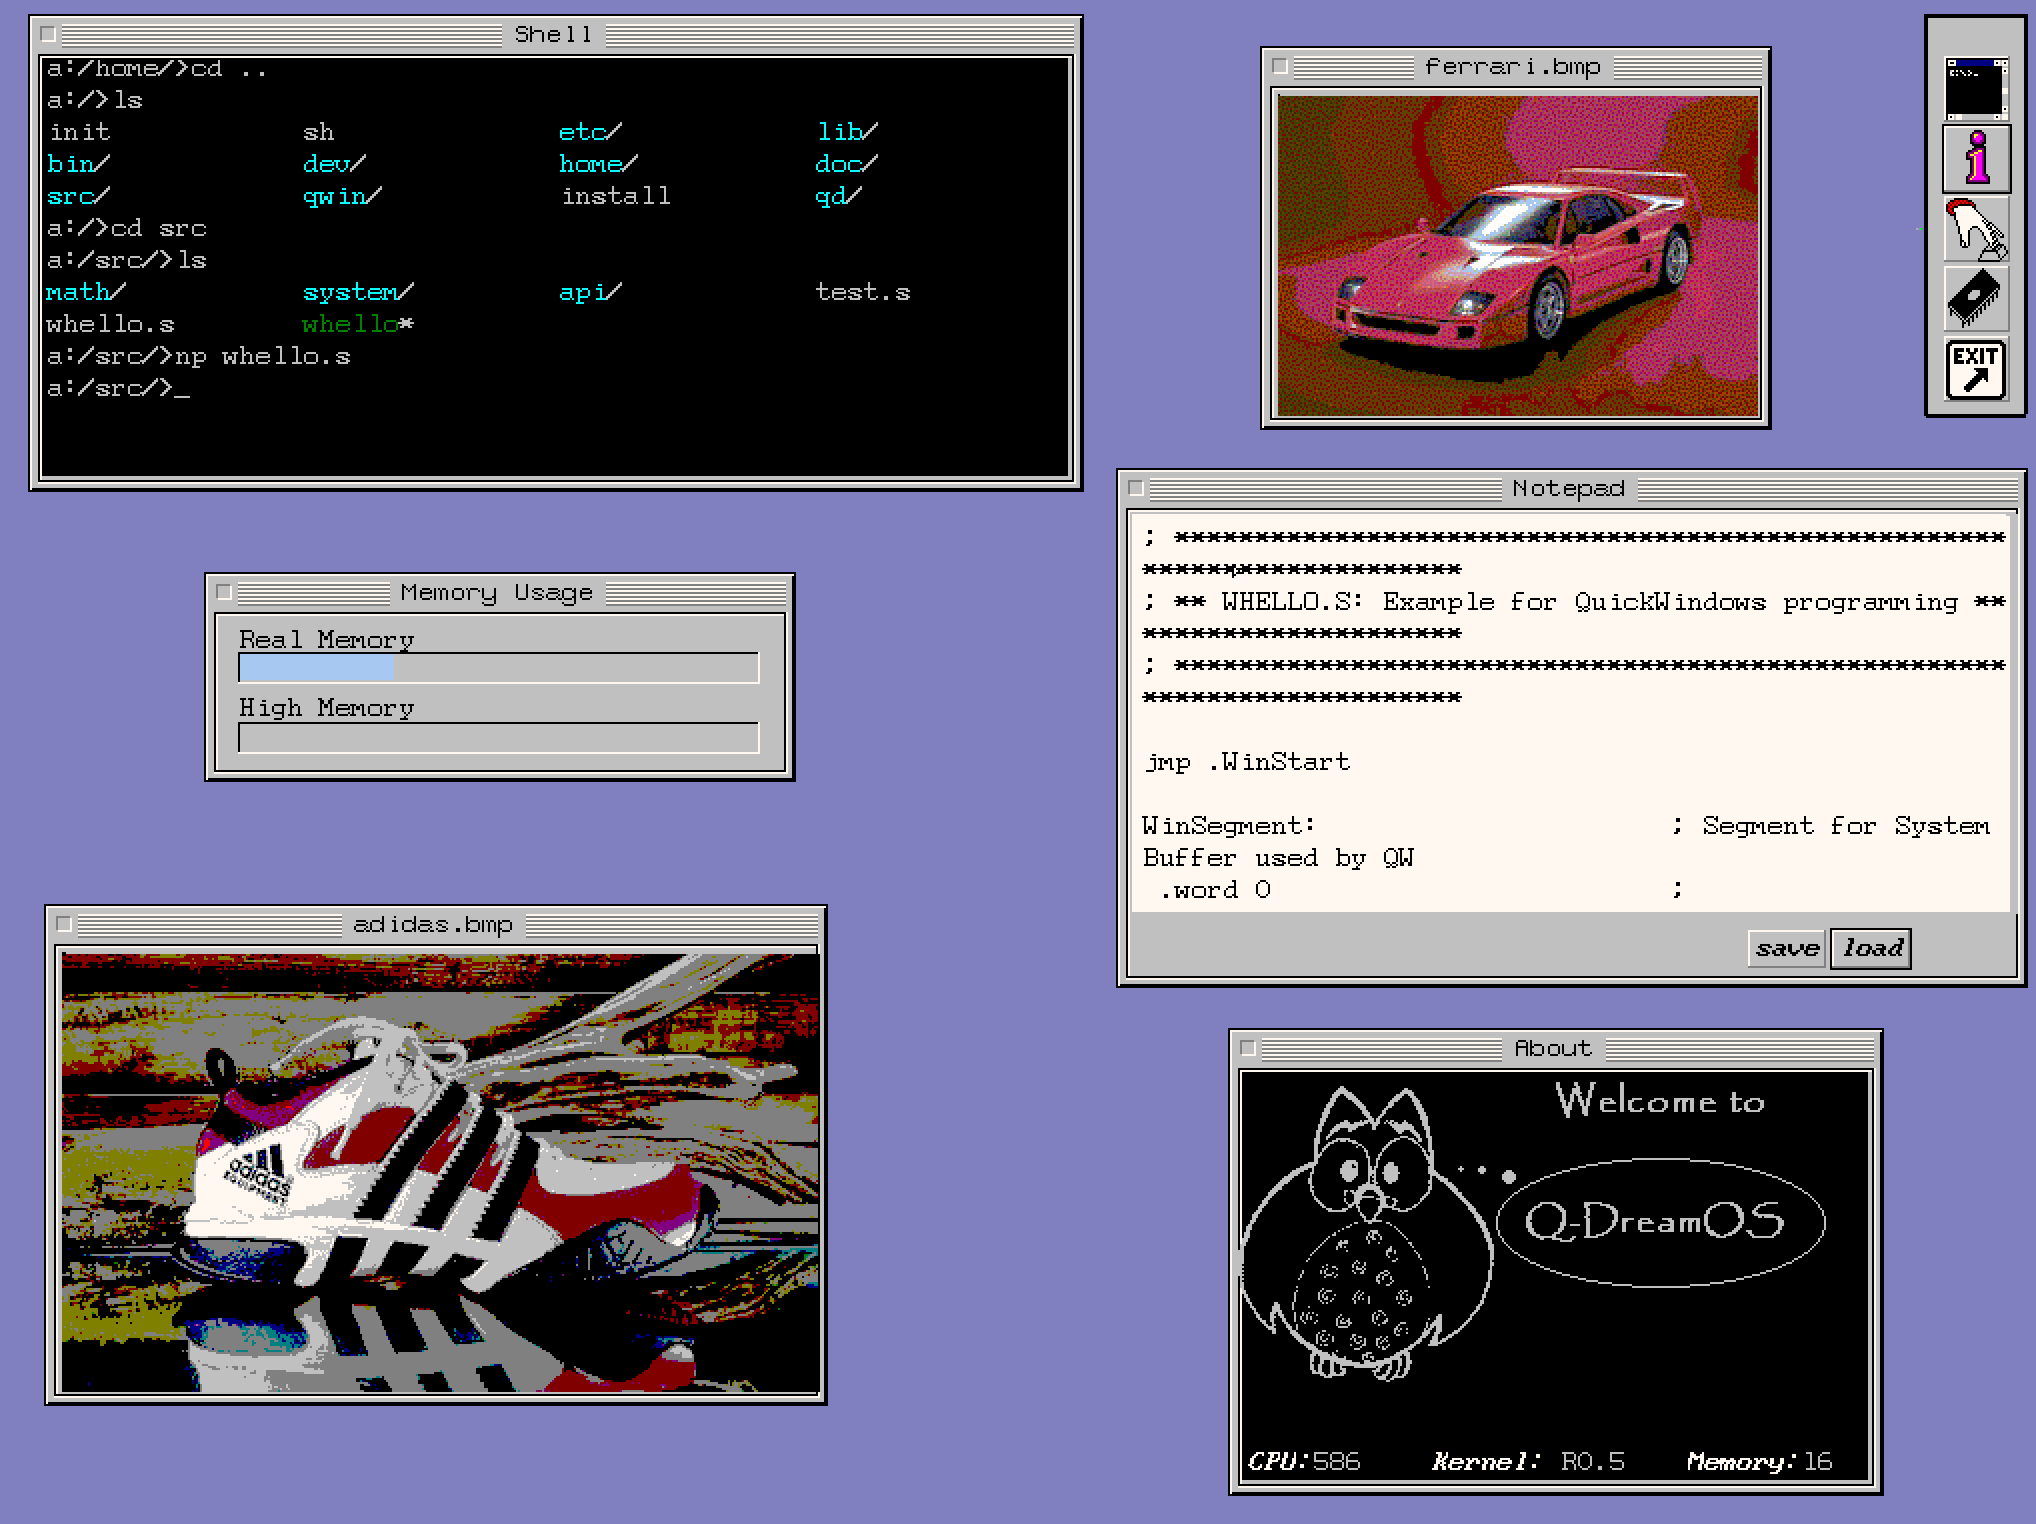 Shell
a:/home/>cd ..
a:/>ls
init sh etc/ lib/
bin/ dev/ home/ doc/
src/ qwin/ install qd/
a:/>cd src
a:/src/>ls
math/ system/ api/ test.s
whello.s whello*
a:/src/>np whello.s
a:/src/>_
ferrari.bmp
EXIT
Notepad
; ****************************************************
********************
; ** WHELLO.S: Example for QuickWindows programming **
********************
; ****************************************************
********************
jmp .WinStart
WinSegment: ; Segment for System
Buffer used by QW
.word 0 ;
save load
Memory Usage
Real Memory
High Memory
adidas.bmp
adidas
EQUIPMENT
About
Welcome to
Q-DreamOS
CPU:586 Kernel: R0.5 Memory:16